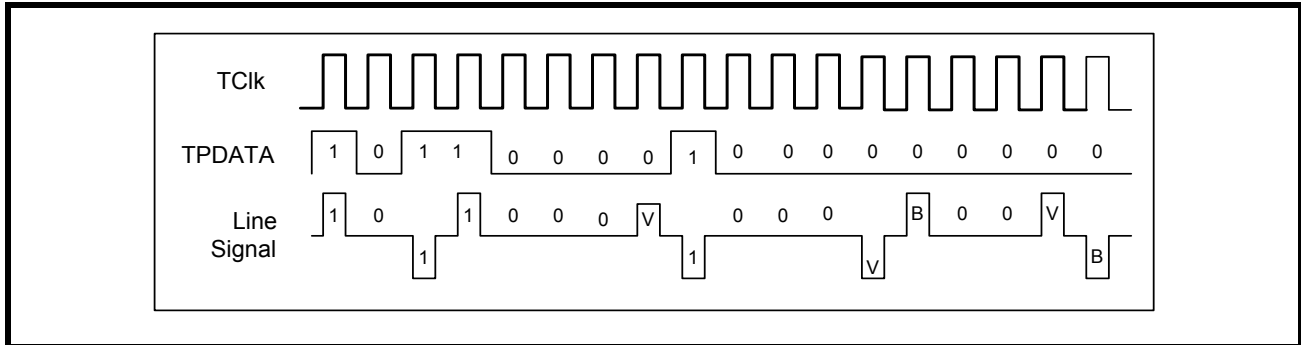 TClk
TPDATA 1 0 1 1 0 0 0 0 1 0 0 0 0 0 0 0 0 0
Line Signal 1 0 1 1 0 0 0 V 1 0 0 0 V B 0 0 V B